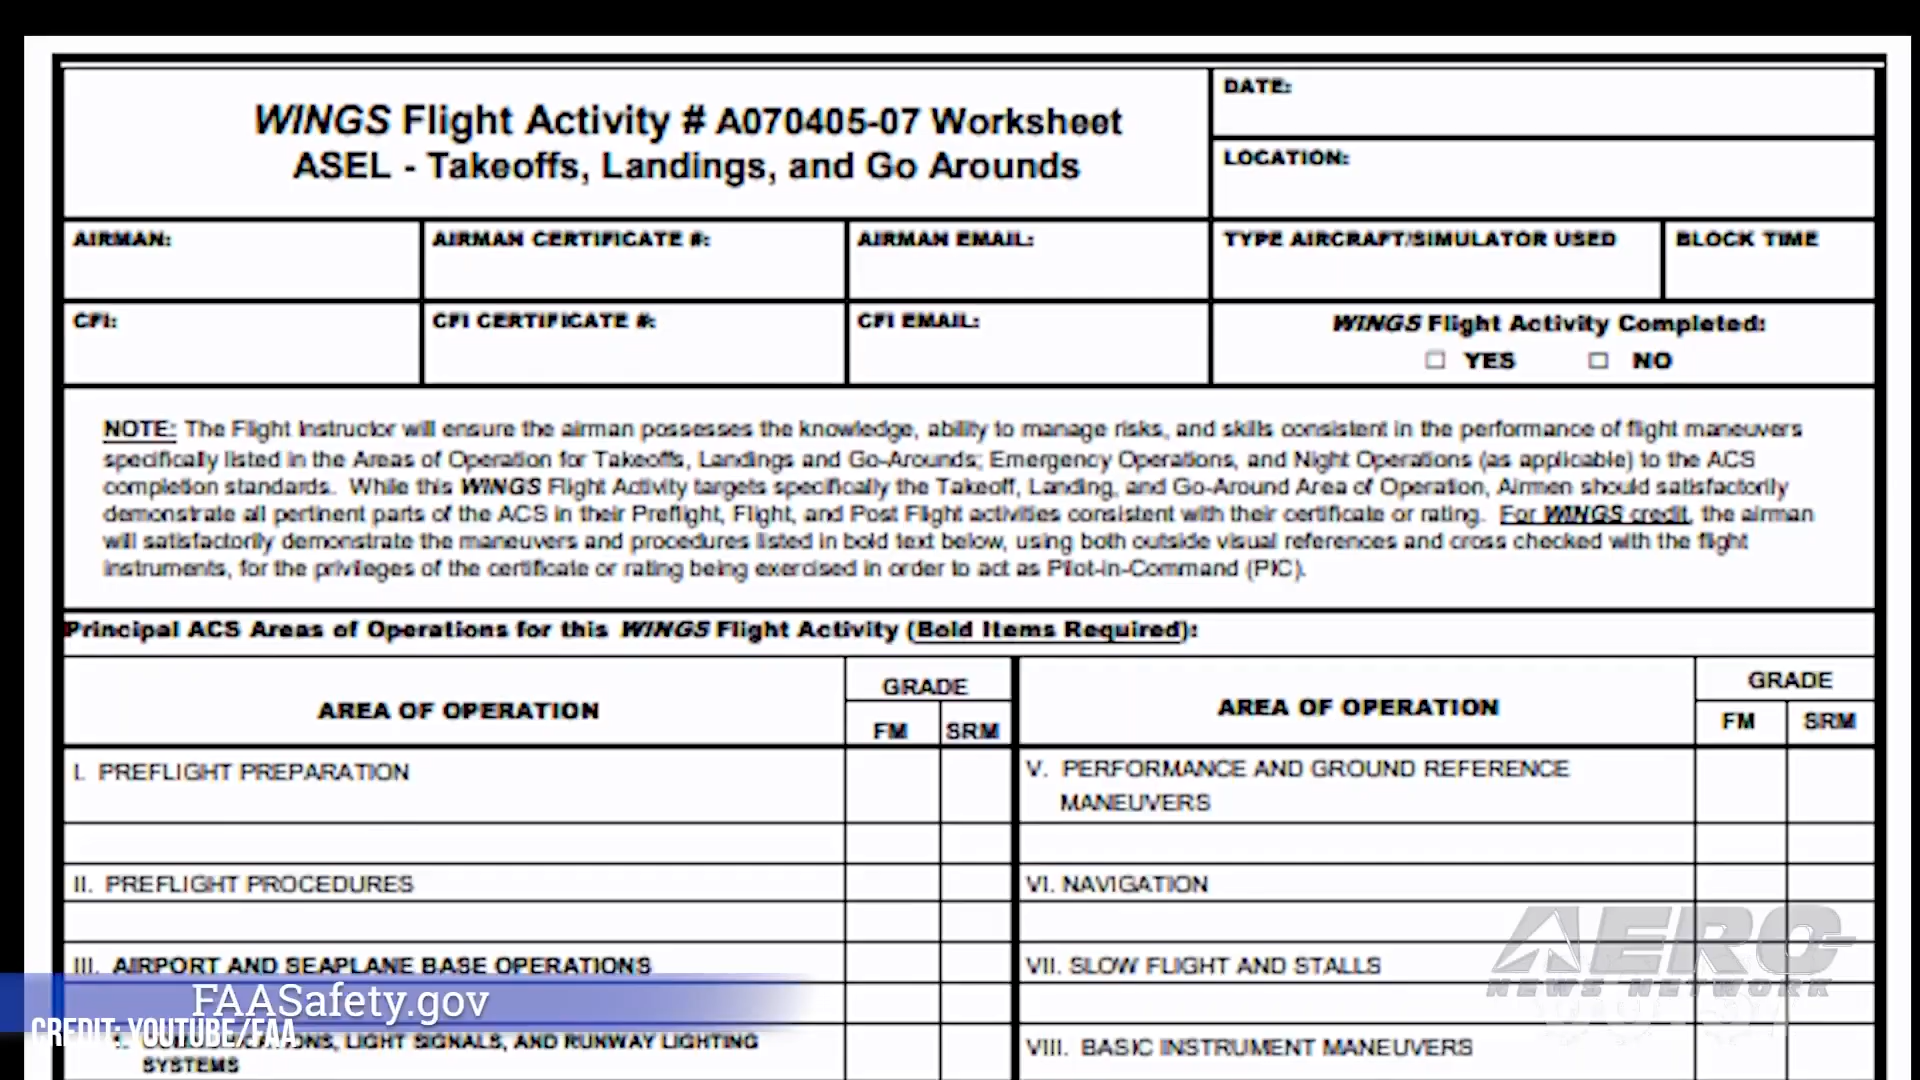 DATE:
WINGS Flight Activity # A070405-07 Worksheet
ASEL - Takeoffs, Landings, and Go Arounds
LOCATION:
AIRMAN:
AIRMAN CERTIFICATE #:
AIRMAN EMAIL:
TYPE AIRCRAFT/SIMULATOR USED
BLOCK TIME
CFI:
CFI CERTIFICATE #:
CFI EMAIL:
WINGS Flight Activity Completed:
☐ YES ☐ NO
NOTE: The Flight Instructor will ensure the airman possesses the knowledge, ability to manage risks, and skills consistent in the performance of flight maneuvers
specifically listed in the Areas of Operation for Takeoffs, Landings and Go-Arounds; Emergency Operations, and Night Operations (as applicable) to the ACS
completion standards. While this WINGS Flight Activity targets specifically the Takeoff, Landing, and Go-Around Area of Operation, Airmen should satisfactorily
demonstrate all pertinent parts of the ACS in their Preflight, Flight, and Post Flight activities consistent with their certificate or rating. For WINGS credit, the airman
will satisfactorily demonstrate the maneuvers and procedures listed in bold text below, using both outside visual references and cross checked with the flight
instruments, for the privileges of the certificate or rating being exercised in order to act as Pilot-in-Command (PIC).
Principal ACS Areas of Operations for this WINGS Flight Activity (Bold Items Required):
AREA OF OPERATION
GRADE
FM SRM
AREA OF OPERATION
GRADE
FM SRM
I. PREFLIGHT PREPARATION
V. PERFORMANCE AND GROUND REFERENCE
MANEUVERS
II. PREFLIGHT PROCEDURES
VI. NAVIGATION
III. AIRPORT AND SEAPLANE BASE OPERATIONS
VII. SLOW FLIGHT AND STALLS
AERO
NEWS NETWORK
FAASafety.gov
CREDIT: YOUTUBE/FAA
LIGHT SIGNALS, AND RUNWAY LIGHTING
SYSTEMS
VIII. BASIC INSTRUMENT MANEUVERS